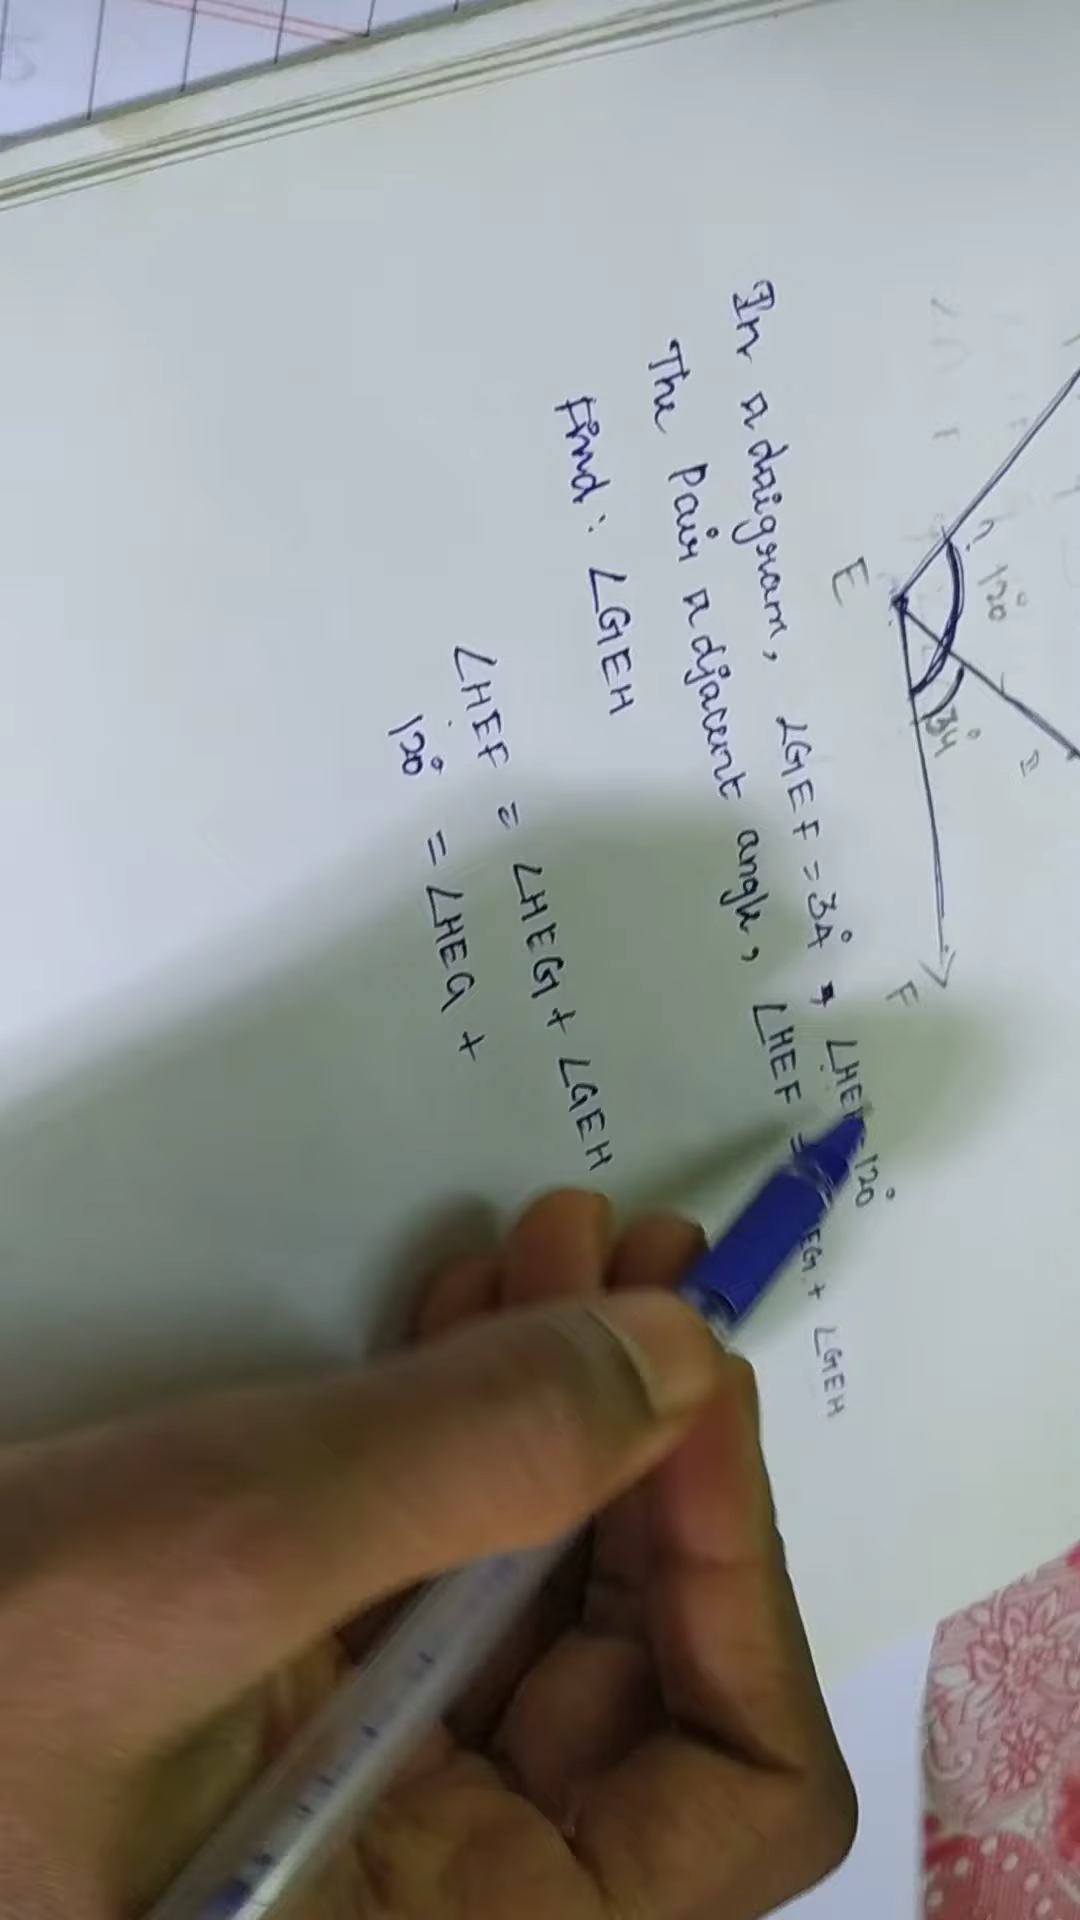 120°
34°
E
F
In a daigram, ∠GEF = 34°, ∠HEF = 120°
The Pair adjacent angle, ∠HEF = EG + ∠GEH
Find : ∠GEH
∠HEF = ∠HEG + ∠GEH
120° = ∠HEG +